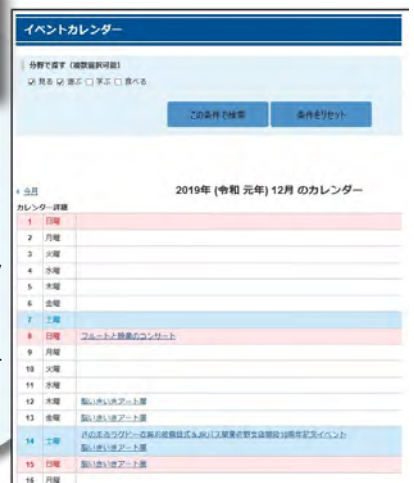 イベントカレンダー
分野で探す（複数選択可能）
見る 遊ぶ 学ぶ 食べる
この条件で検索 条件をリセット
今月 2019年 (令和 元年) 12月 のカレンダー
カレンダー詳細
1 日曜
2 月曜
3 火曜
4 水曜
5 木曜
6 金曜
7 土曜
8 日曜 フルートと弦楽のコンサート
9 月曜
10 火曜
11 水曜
12 木曜 脳いきいきアート展
13 金曜 脳いきいきアート展
14 土曜
脳いきいきアート展
15 日曜 脳いきいきアート展
16 月曜